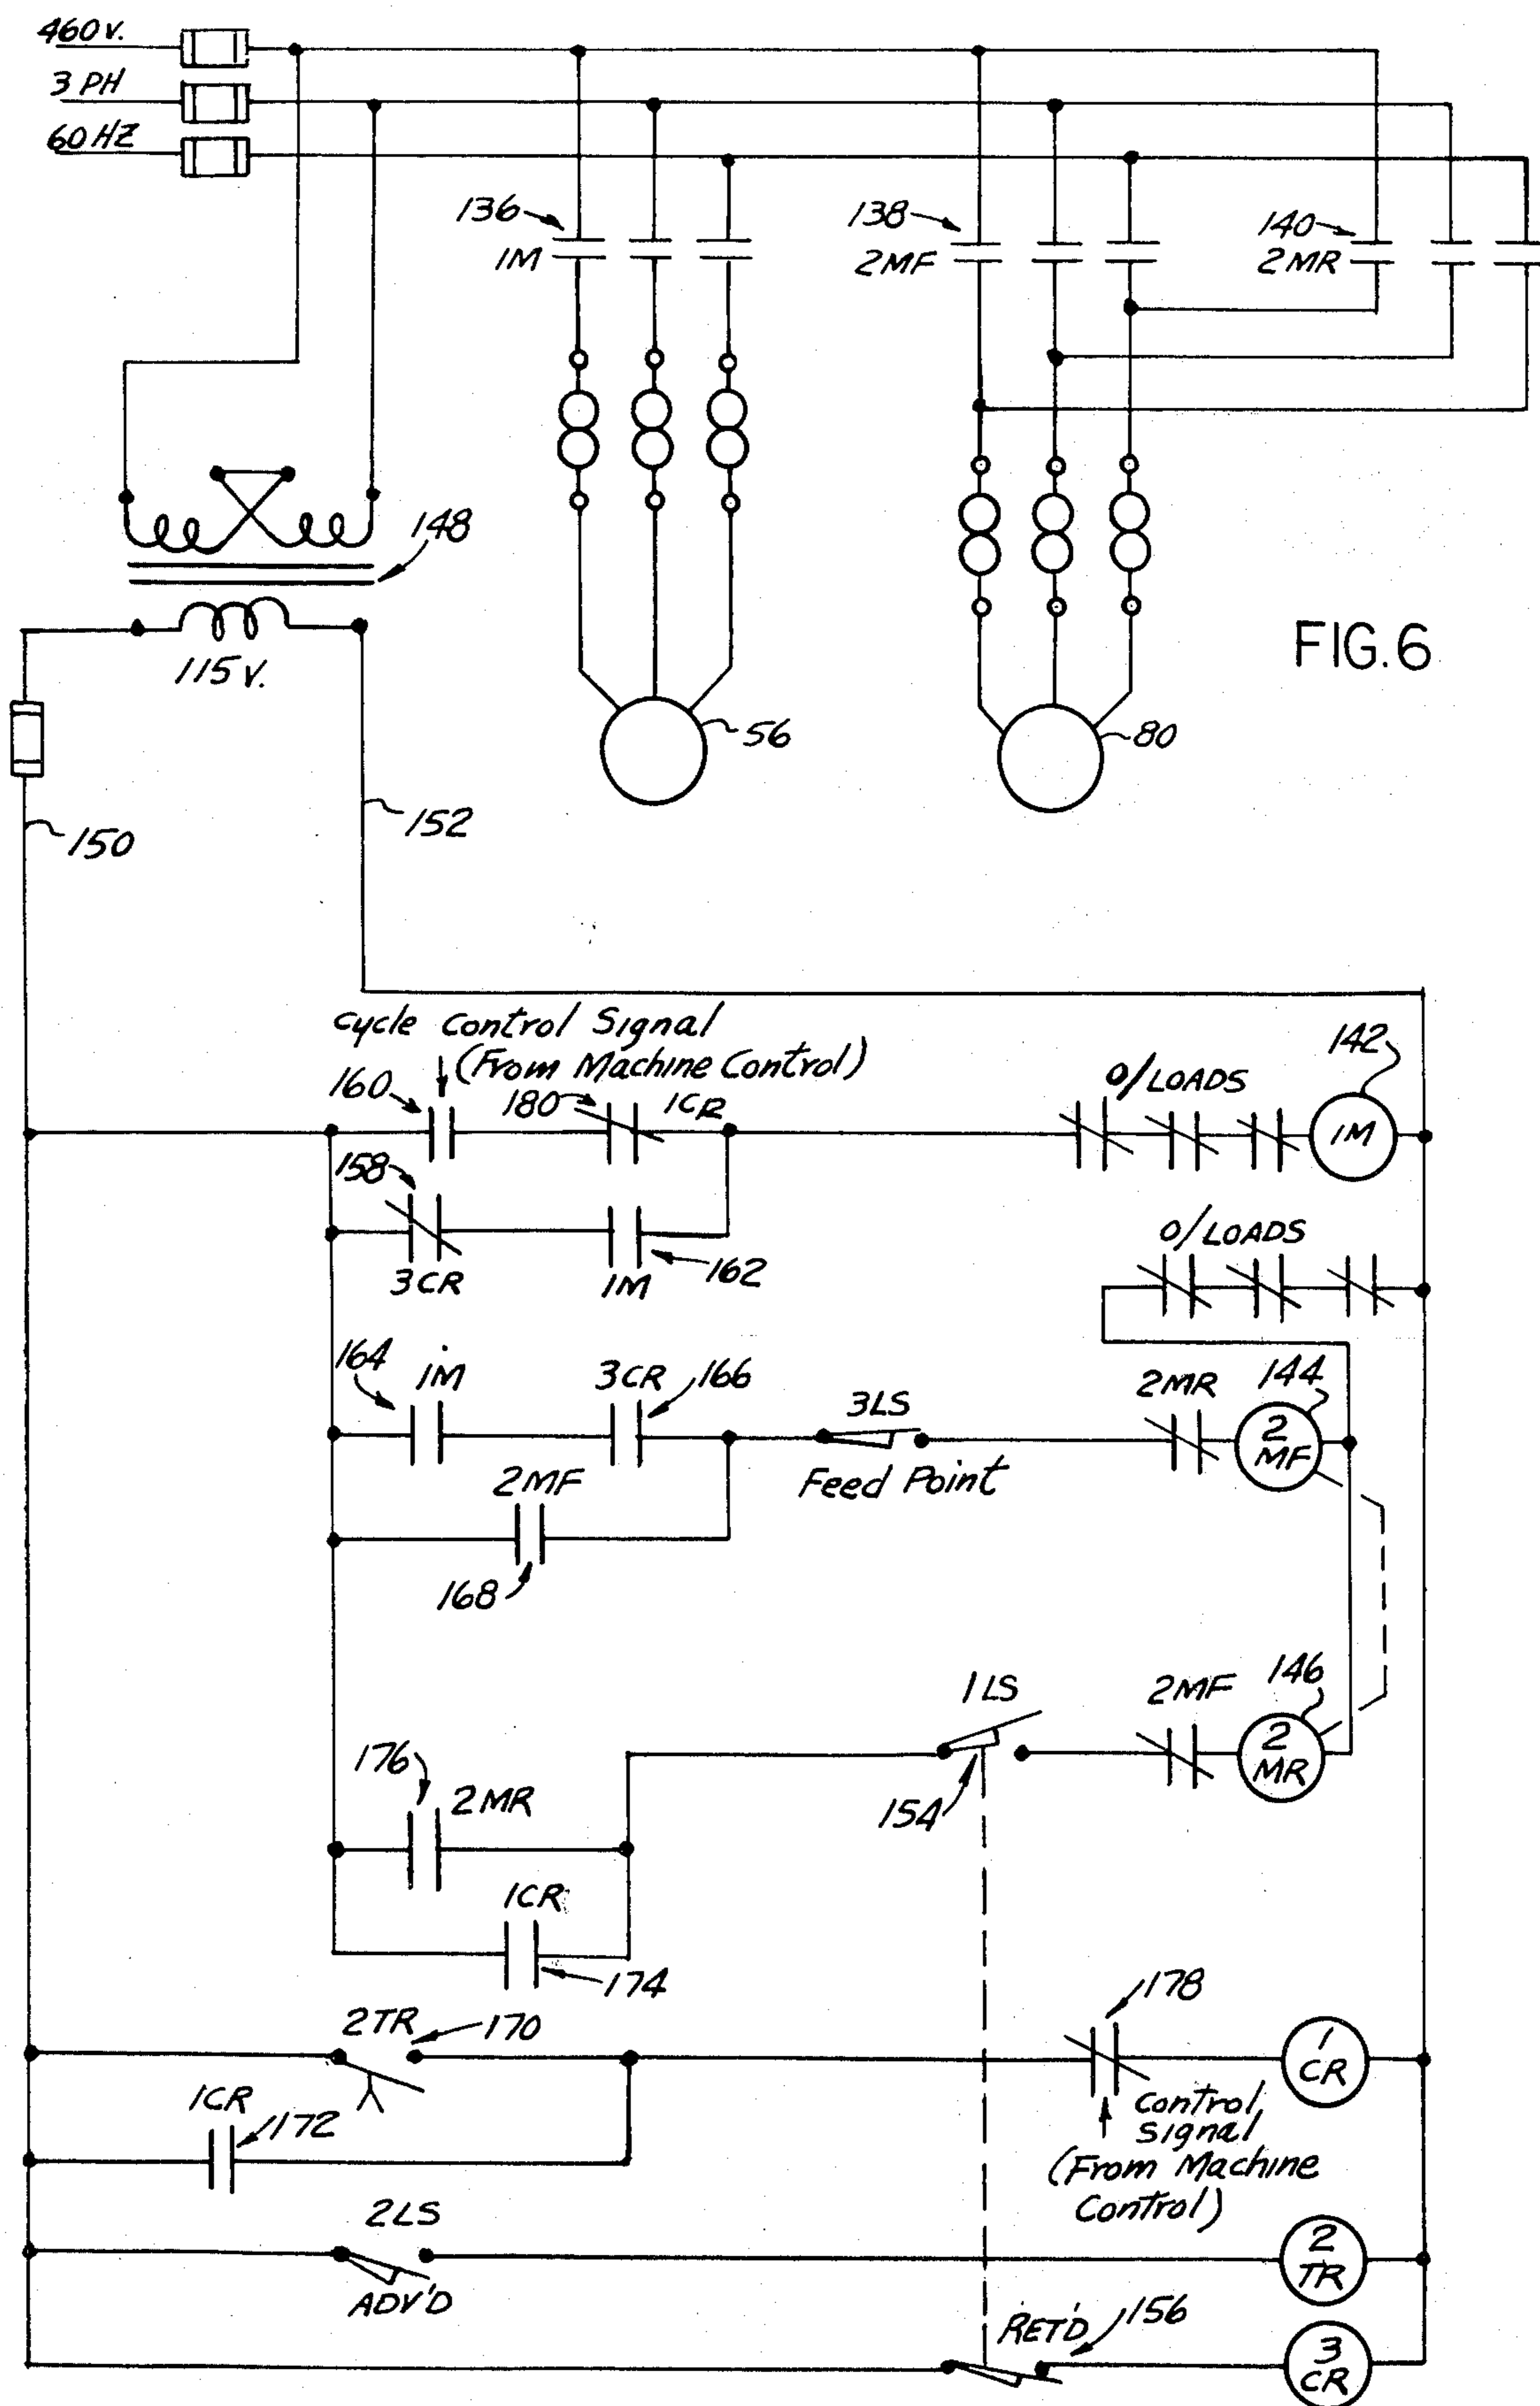 460 V.
3 PH
60 HZ
136
1M
138
2MF
140
2MR
148
115 V.
FIG. 6
56
80
150
152
cycle Control Signal
(From Machine Control)
160
180
1CR
O/LOADS
142
1M
158
3CR
1M
162
O/LOADS
164
1M
3CR
166
3LS
Feed Point
2MR
144
2
MF
2MF
168
1LS
154
2MF
146
2
MR
176
2MR
1CR
174
2TR
170
178
1
CR
1CR
172
Control
Signal
(From Machine
Control)
2LS
ADV'D
2
TR
RET'D
156
3
CR